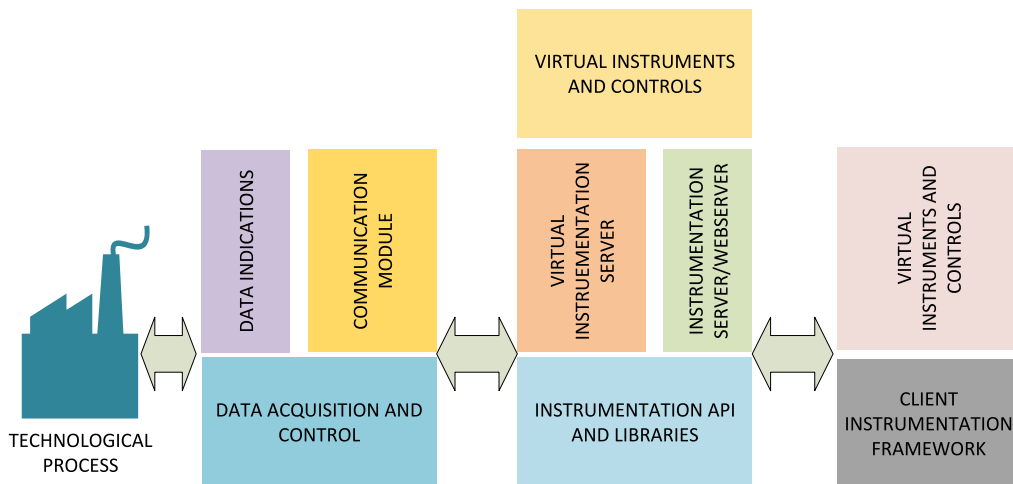 VIRTUAL INSTRUMENTS
AND CONTROLS
DATA INDICATIONS
COMMUNICATION
MODULE
VIRTUAL
INSTRUEMENTATION
SERVER
INSTRUMENTATION
SERVER/WEBSERVER
VIRTUAL
INSTRUMENTS AND
CONTROLS
TECHNOLOGICAL
PROCESS
DATA ACQUISITION AND
CONTROL
INSTRUMENTATION API
AND LIBRARIES
CLIENT
INSTRUMENTATION
FRAMEWORK